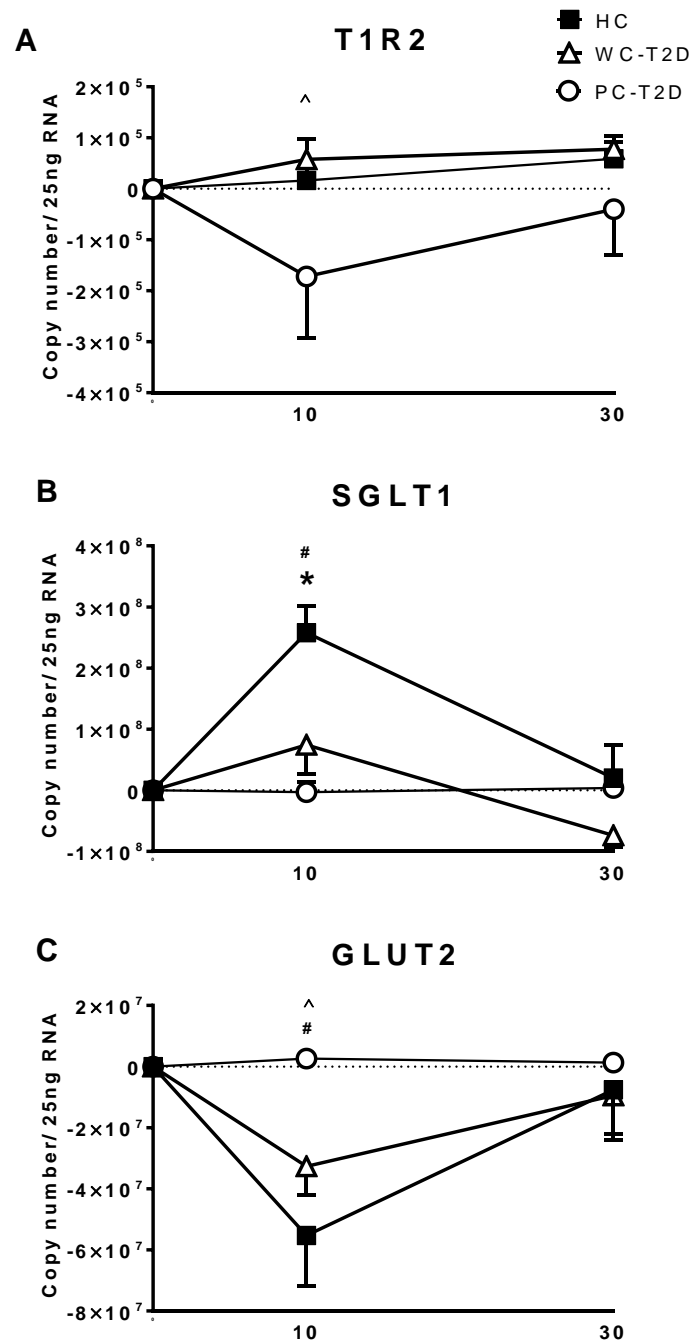 A
T1R2
HC
WC-T2D
PC-T2D
Copy number/25ng RNA
2×10⁵
^
1×10⁵
0
-1×10⁵
-2×10⁵
-3×10⁵
-4×10⁵
10
30
B
SGLT1
Copy number/25ng RNA
4×10⁸
#
*
3×10⁸
2×10⁸
1×10⁸
0
-1×10⁸
10
30
C
GLUT2
Copy number/25ng RNA
2×10⁷
^
#
0
-2×10⁷
-4×10⁷
-6×10⁷
-8×10⁷
10
30